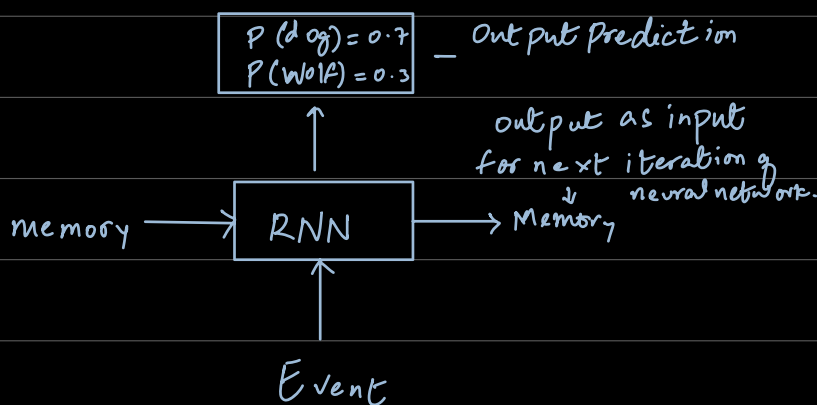 P(dog) = 0.7
P(Wolf) = 0.3
— Output Prediction
output as input
for next iteration of
neural network.
↓
memory
RNN
Memory
Event